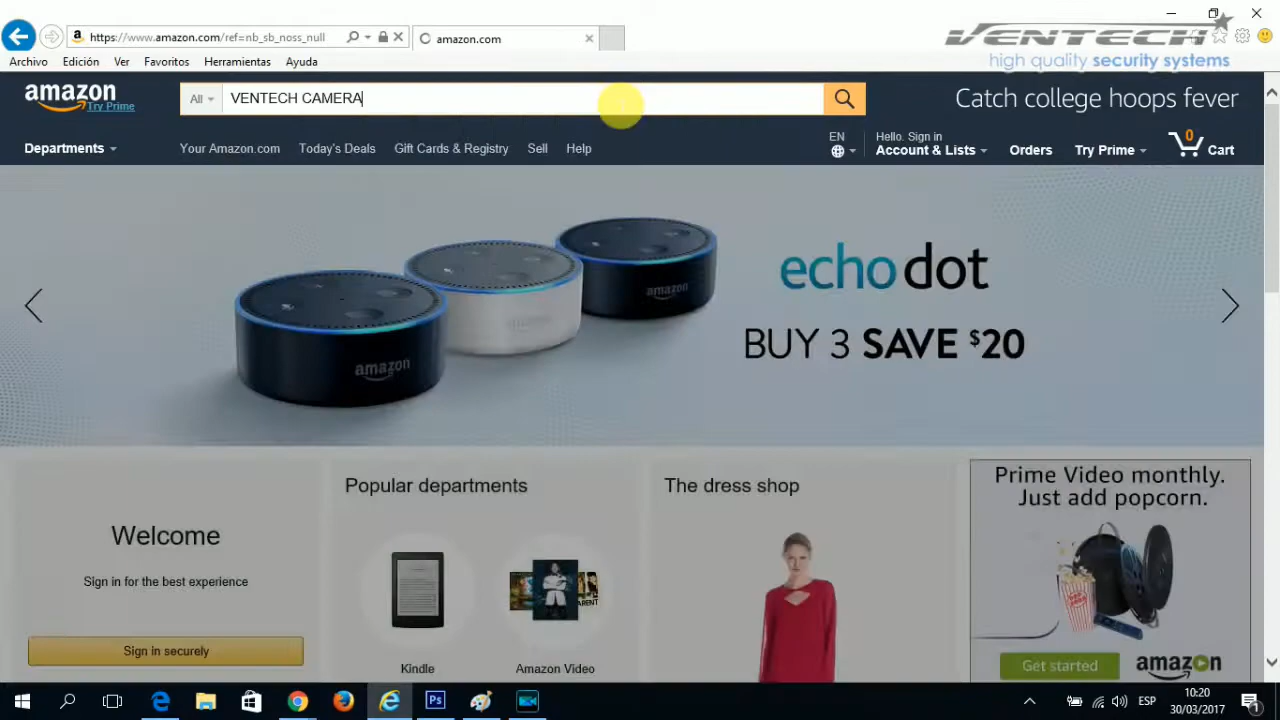 https://www.amazon.com/ref=nb_sb_noss_null
amazon.com
VENTECH
high quality security systems
Archivo Edición Ver Favoritos Herramientas Ayuda
amazon
Try Prime
All
VENTECH CAMERA
Catch college hoops fever
Departments
Your Amazon.com Today's Deals Gift Cards & Registry Sell Help
EN
Hello. Sign in
Account & Lists
Orders
Try Prime
0
Cart
echo dot
BUY 3 SAVE $20
amazon
amazon
Welcome
Sign in for the best experience
Sign in securely
Popular departments
Kindle
Amazon Video
The dress shop
Prime Video monthly.
Just add popcorn.
Get started
amazon
ESP
10:20
30/03/2017
1